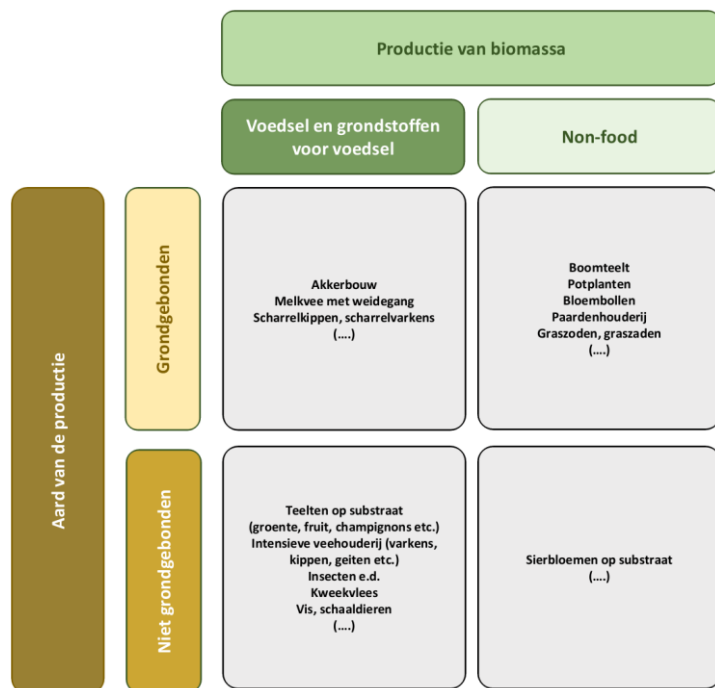 Productie van biomassa
Voedsel en grondstoffen
voor voedsel
Non-food
Aard van de productie
Grondgebonden
Akkerbouw
Melkvee met weidegang
Scharrelkippen, scharrelvarkens
(....)
Boomteelt
Potplanten
Bloembollen
Paardenhouderij
Graszoden, graszaden
(....)
Niet grondgebonden
Teelten op substraat
(groente, fruit, champignons etc.)
Intensieve veehouderij (varkens,
kippen, geiten etc.)
Insecten e.d.
Kweekvlees
Vis, schaaldieren
(....)
Sierbloemen op substraat
(....)